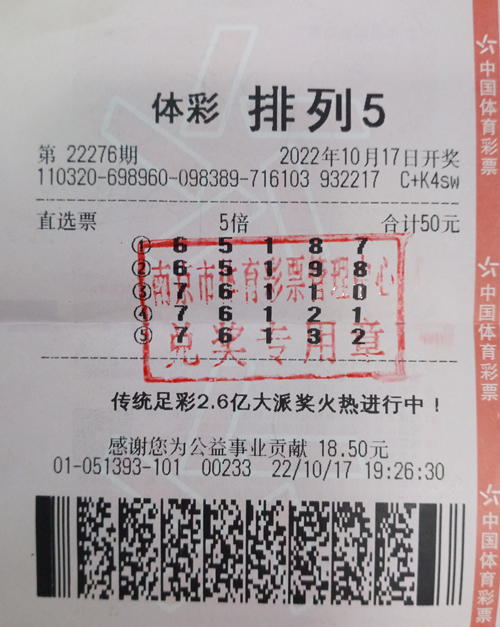 体彩 排列5
第 22276期 2022年10月17日开奖
110320-698960-098389-716103 932217 C+K4sw
直选票 5倍 合计50元
① 6 5 1 8 7
② 6 5 1 9 8
③ 7 6 1 1 0
④ 7 6 1 2 1
⑤ 7 6 1 3 2
南京市体育彩票管理中心
兑奖专用章
传统足彩2.6亿大派奖火热进行中！
感谢您为公益事业贡献 18.50元
01-051393-101 00233 22/10/17 19:26:30
中国体育彩票
中国体育彩票
中国体育彩票